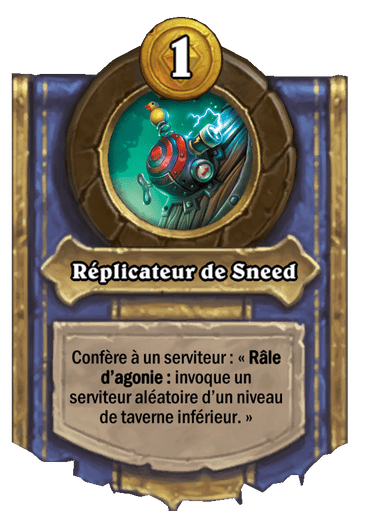 1
Réplicateur de Sneed
Confère à un serviteur : « Râle
d’agonie : invoque un
serviteur aléatoire d’un niveau
de taverne inférieur. »